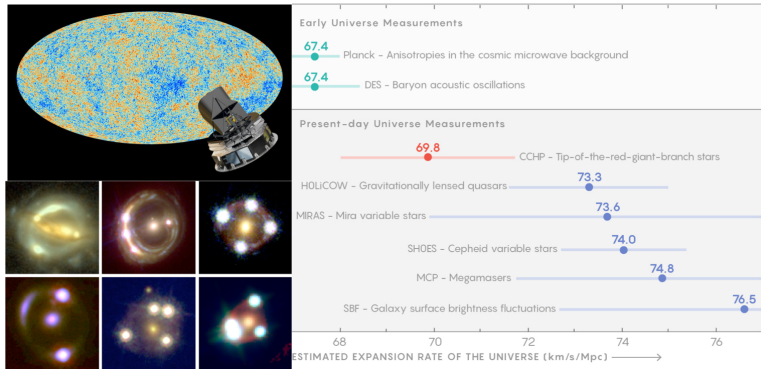 Early Universe Measurements
67.4
Planck – Anisotropies in the cosmic microwave background
67.4
DES – Baryon acoustic oscillations
Present-day Universe Measurements
69.8
CCHP – Tip-of-the-red-giant-branch stars
73.3
H0LiCOW – Gravitationally lensed quasars
73.6
MIRAS – Mira variable stars
74.0
SH0ES – Cepheid variable stars
74.8
MCP – Megamasers
76.5
SBF – Galaxy surface brightness fluctuations
68 70 72 74 76
ESTIMATED EXPANSION RATE OF THE UNIVERSE (km/s/Mpc)